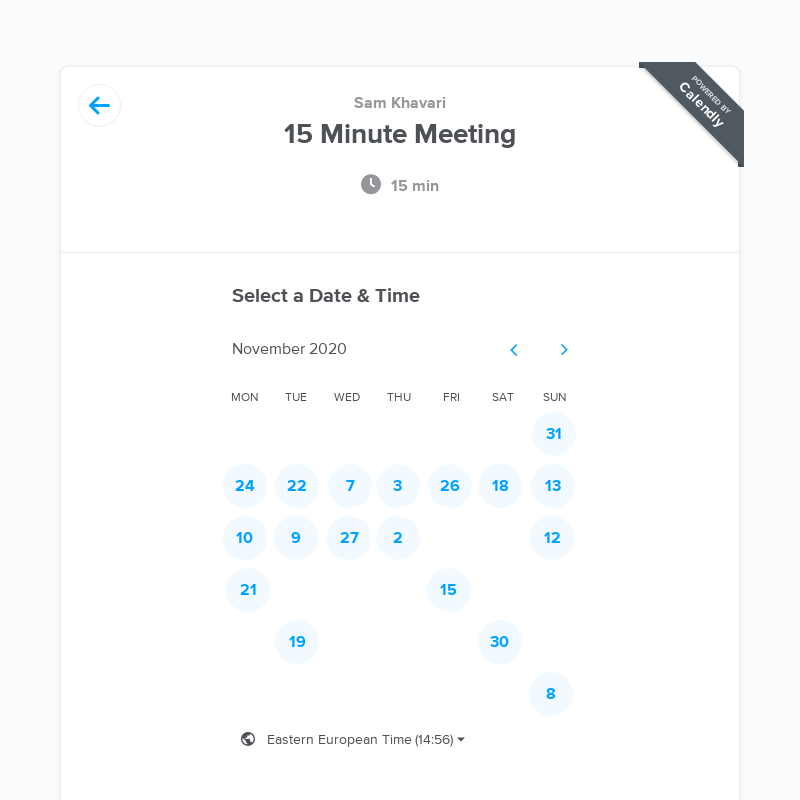 POWERED BY
Calendly
Sam Khavari
15 Minute Meeting
15 min
Select a Date & Time
November 2020
MON TUE WED THU FRI SAT SUN
31
24 22 7 3 26 18 13
10 9 27 2 12
21 15
19 30
8
Eastern European Time (14:56)